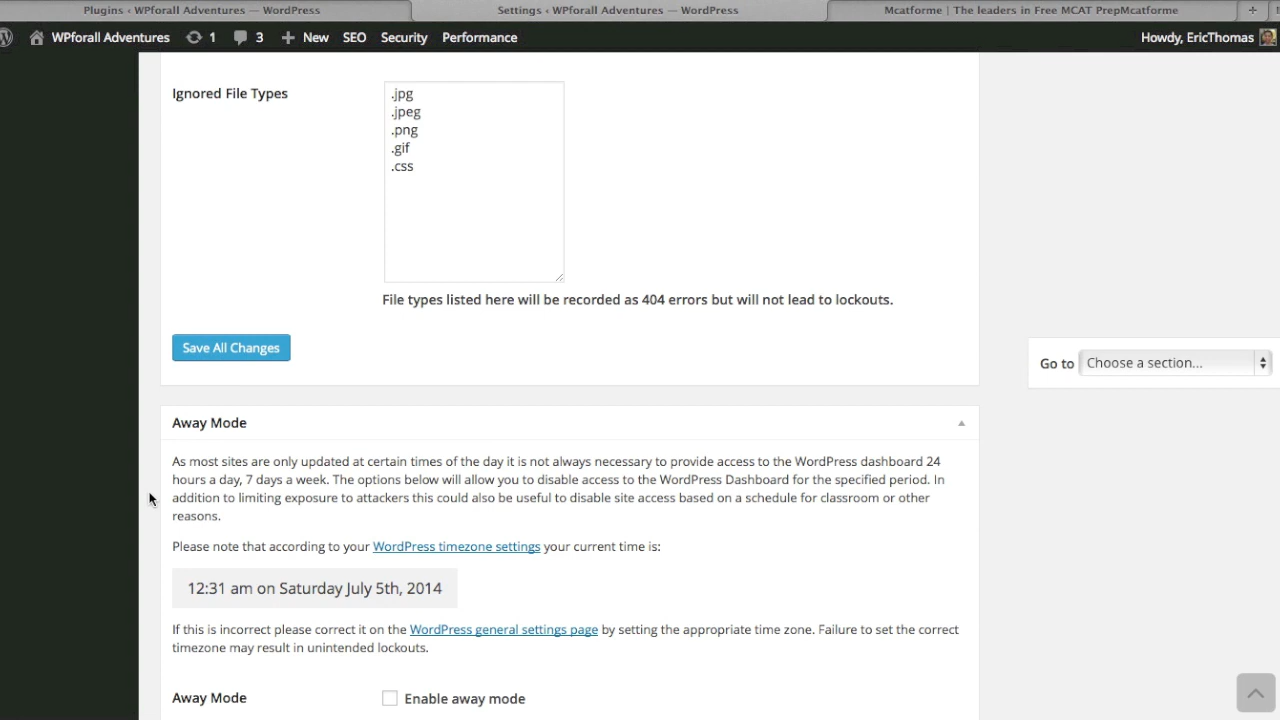 Plugins ‹ WPforall Adventures — WordPress
Settings ‹ WPforall Adventures — WordPress
Mcatforme | The leaders in Free MCAT PrepMcatforme
WPforall Adventures 1 3 New SEO Security Performance
Howdy, EricThomas
Ignored File Types
.jpg
.jpeg
.png
.gif
.css
File types listed here will be recorded as 404 errors but will not lead to lockouts.
Save All Changes
Go to Choose a section...
Away Mode
As most sites are only updated at certain times of the day it is not always necessary to provide access to the WordPress dashboard 24
hours a day, 7 days a week. The options below will allow you to disable access to the WordPress Dashboard for the specified period. In
addition to limiting exposure to attackers this could also be useful to disable site access based on a schedule for classroom or other
reasons.
Please note that according to your WordPress timezone settings your current time is:
12:31 am on Saturday July 5th, 2014
If this is incorrect please correct it on the WordPress general settings page by setting the appropriate time zone. Failure to set the correct
timezone may result in unintended lockouts.
Away Mode Enable away mode